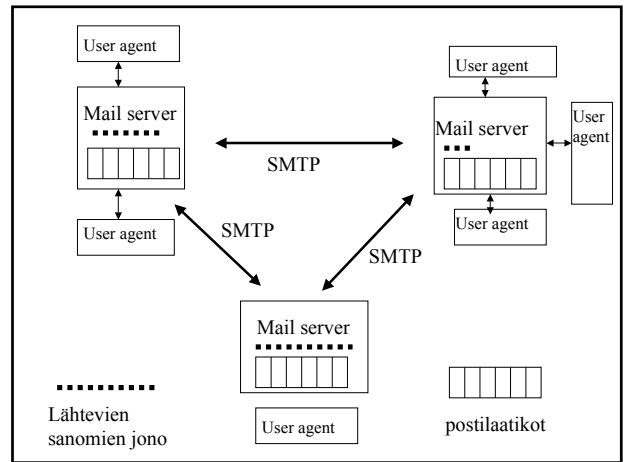 User agent
User agent
Mail server
User
agent
Mail server
SMTP
User agent
User agent
SMTP
SMTP
Mail server
Lähtevien
sanomien jono
User agent
postilaatikot